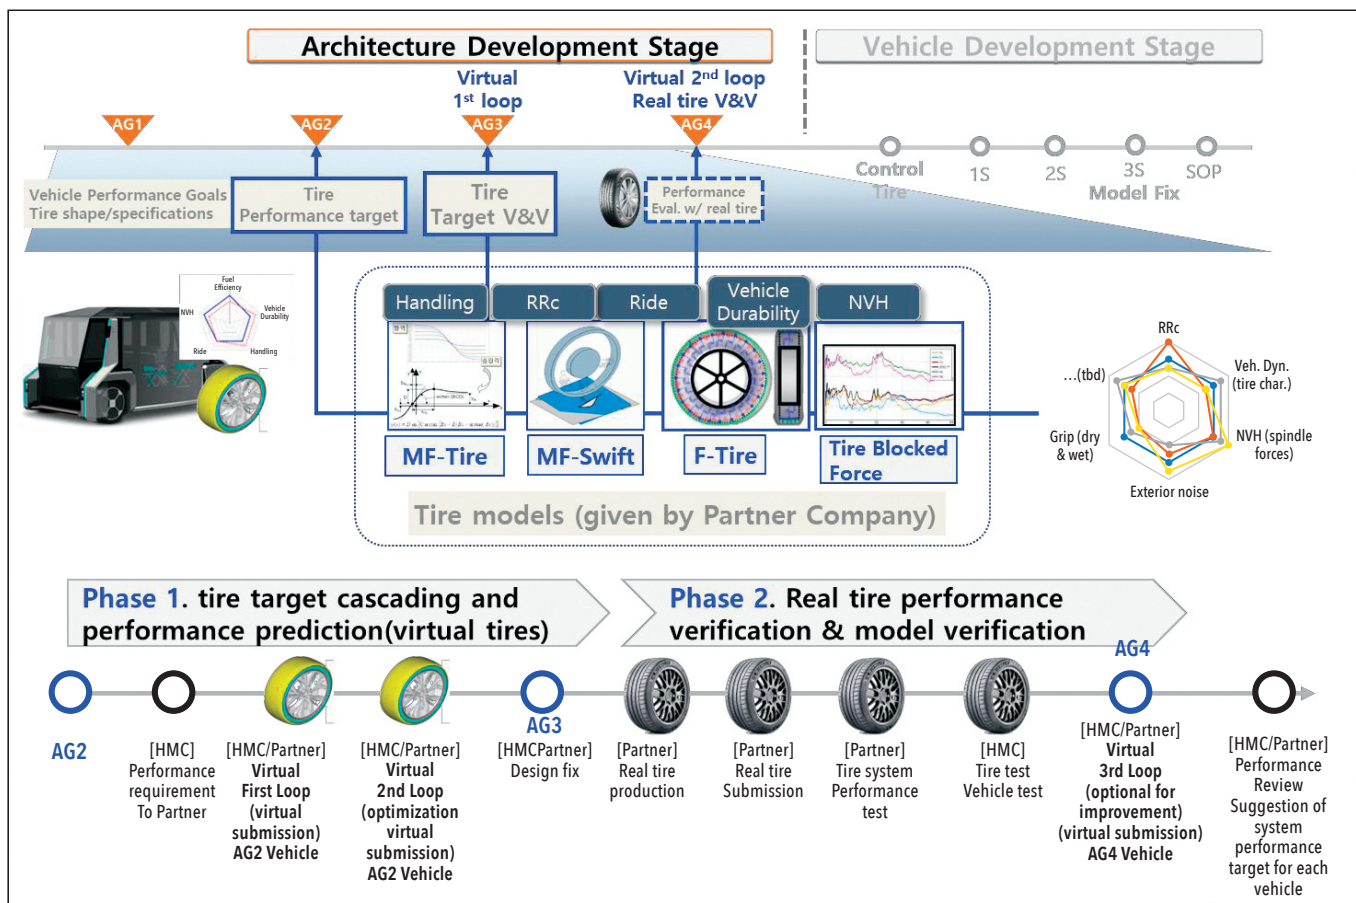 Architecture Development Stage
Vehicle Development Stage
Virtual
1st loop
Virtual 2nd loop
Real tire V&V
AG1
AG2
AG3
AG4
Control
Tire
1S
2S
3S
Model Fix
SOP
Vehicle Performance Goals
Tire shape/specifications
Tire
Performance target
Tire
Target V&V
Performance
Eval. w/ real tire
Fuel
Efficiency
NVH
Vehicle
Durability
Ride
Handling
Handling
RRc
Ride
Vehicle
Durability
NVH
MF-Tire
MF-Swift
F-Tire
Tire Blocked
Force
Tire models (given by Partner Company)
RRc
...(tbd)
Veh. Dyn.
(tire char.)
Grip (dry
& wet)
NVH (spindle
forces)
Exterior noise
Phase 1. tire target cascading and
performance prediction(virtual tires)
Phase 2. Real tire performance
verification & model verification
AG2
[HMC]
Performance
requirement
To Partner
[HMC/Partner]
Virtual
First Loop
(virtual
submission)
AG2 Vehicle
[HMC/Partner]
Virtual
2nd Loop
(optimization
virtual
submission)
AG2 Vehicle
AG3
[HMCPartner]
Design fix
[Partner]
Real tire
production
[Partner]
Real tire
Submission
[Partner]
Tire system
Performance
test
[HMC]
Tire test
Vehicle test
AG4
[HMC/Partner]
Virtual
3rd Loop
(optional for
improvement)
(virtual submission)
AG4 Vehicle
[HMC/Partner]
Performance
Review
Suggestion of
system
performance
target for each
vehicle